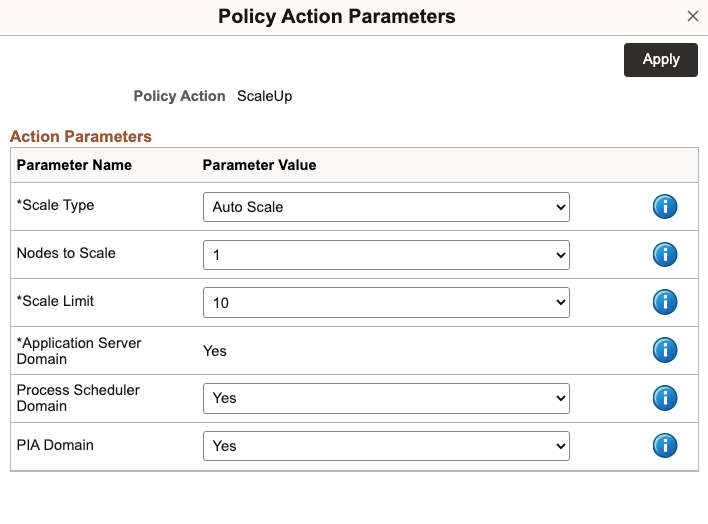 Policy Action Parameters
Apply
Policy Action ScaleUp
Action Parameters
Parameter Name Parameter Value
*Scale Type Auto Scale
Nodes to Scale 1
*Scale Limit 10
*Application Server
Domain Yes
Process Scheduler
Domain Yes
PIA Domain Yes